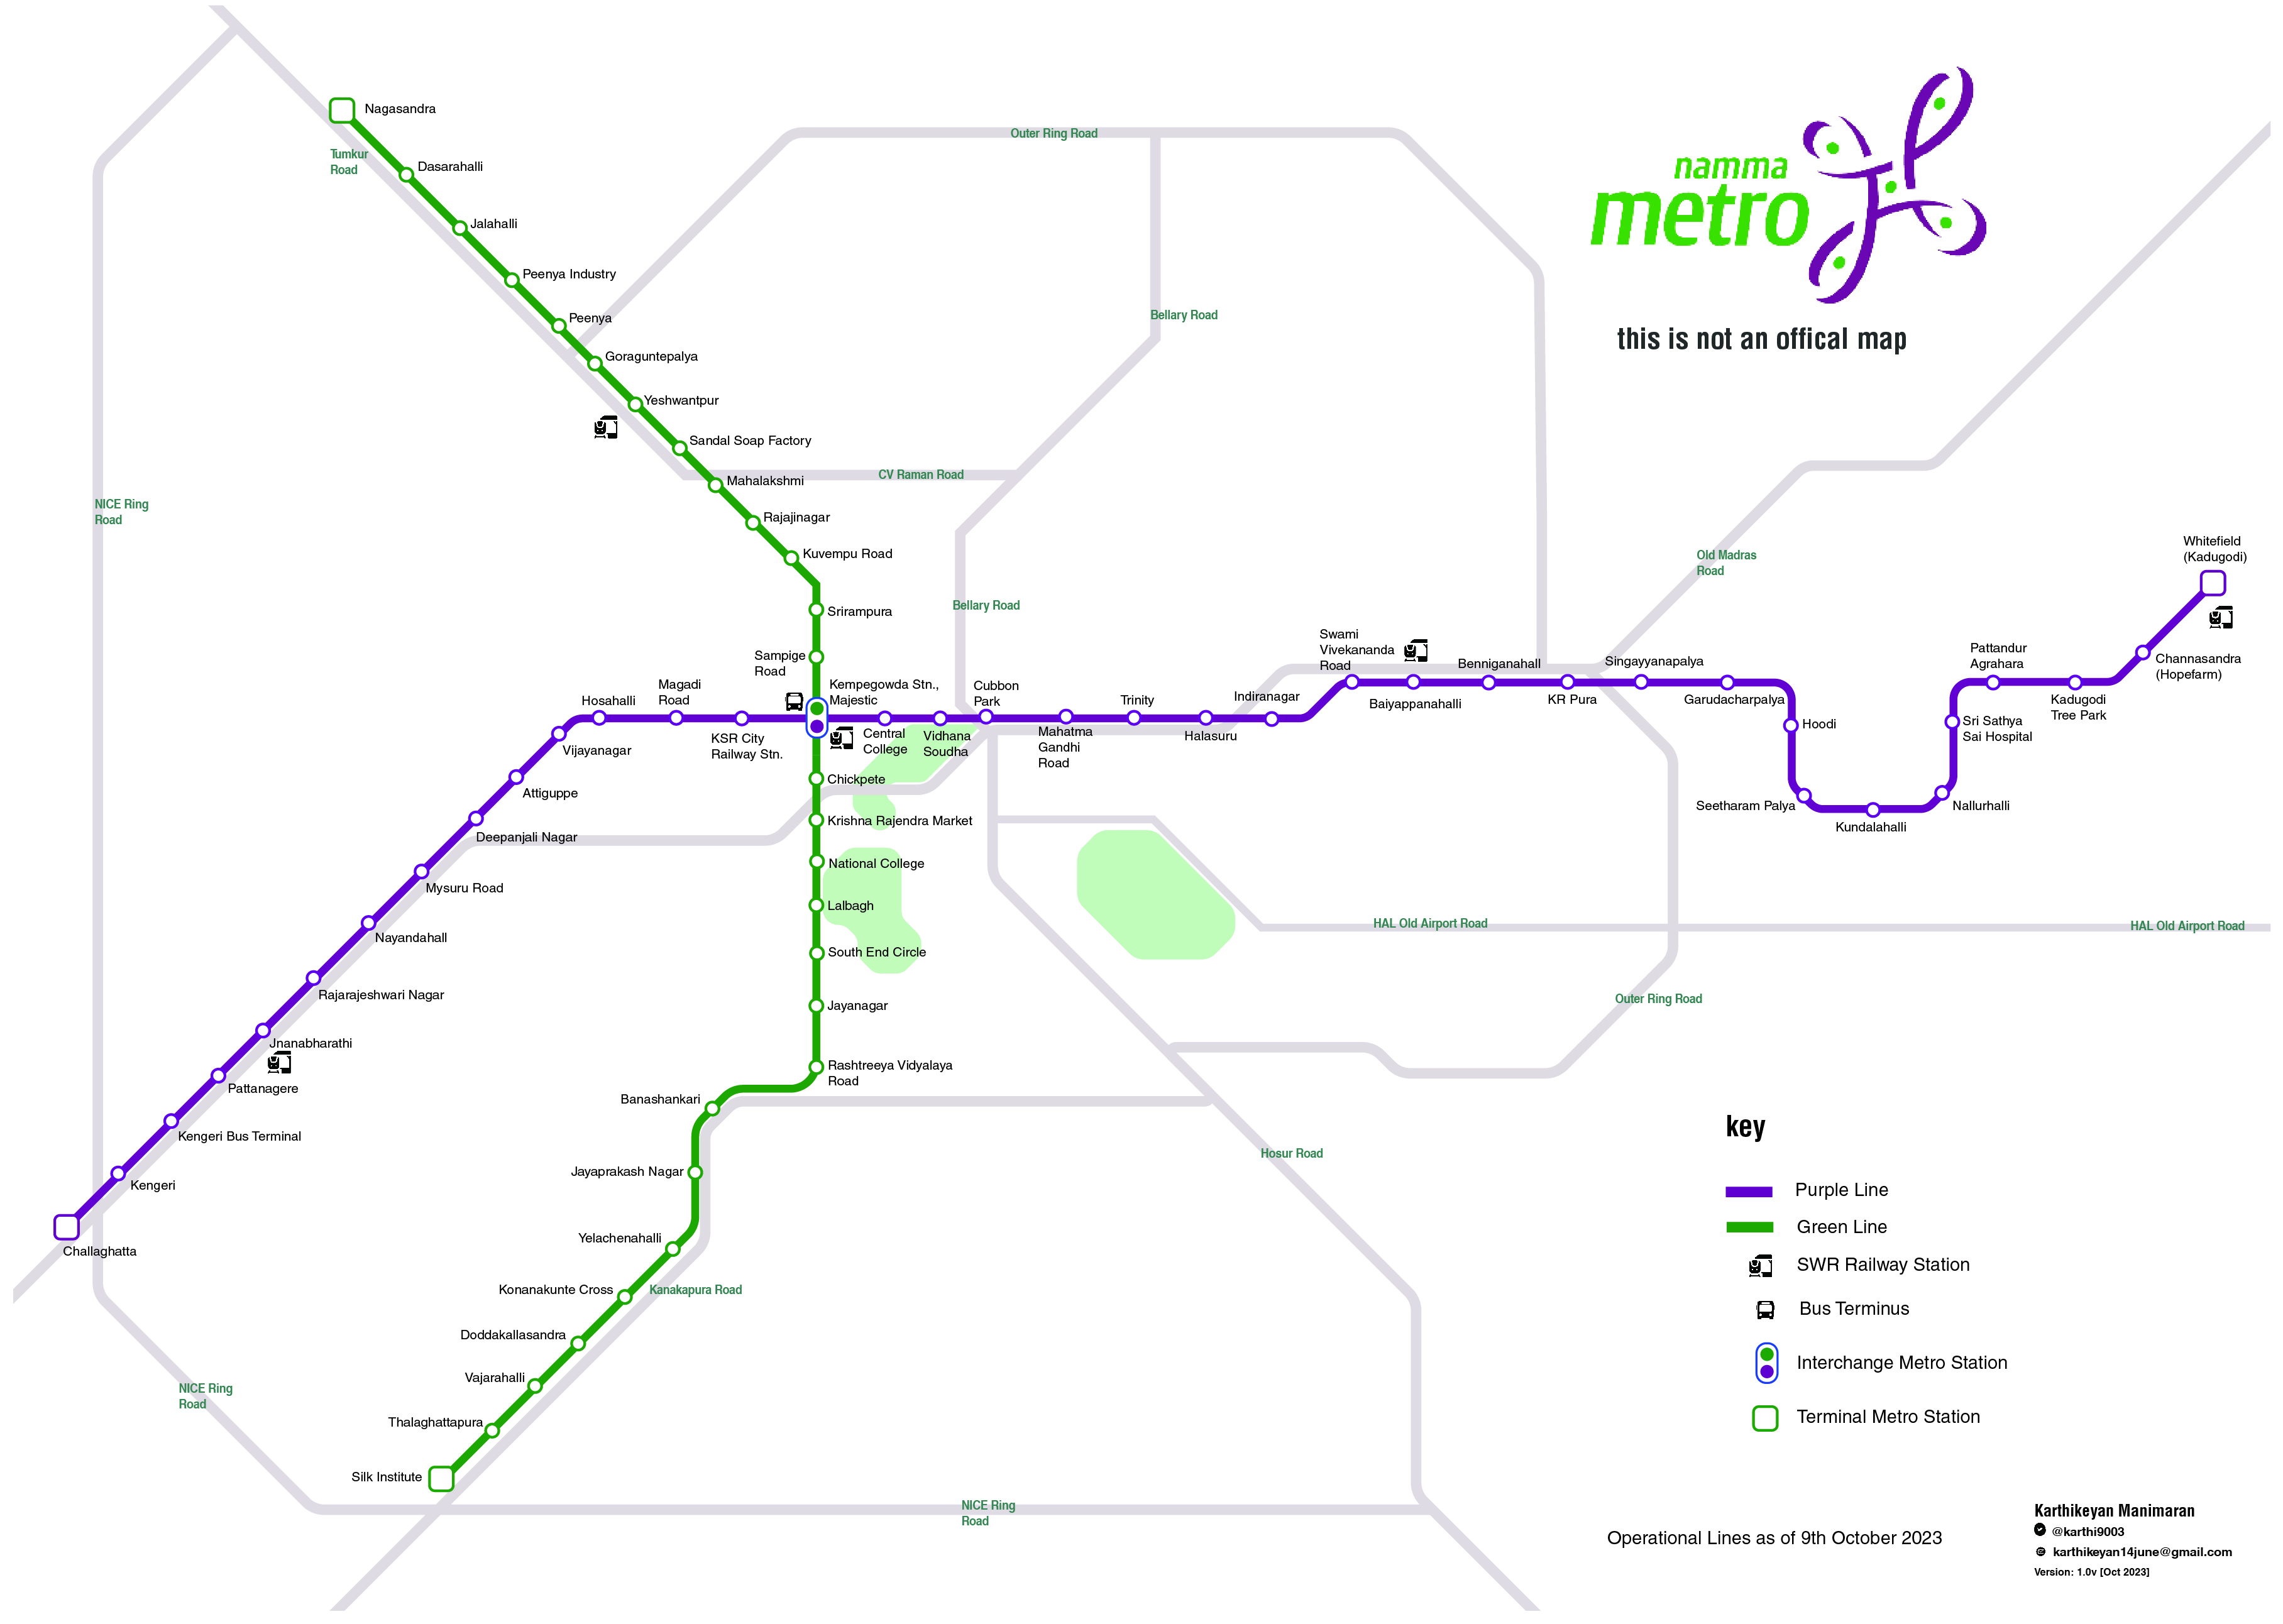 namma
metro
this is not an offical map
Nagasandra
Tumkur
Road
Dasarahalli
Jalahalli
Peenya Industry
Peenya
Goraguntepalya
Yeshwantpur
Sandal Soap Factory
Mahalakshmi
Rajajinagar
Kuvempu Road
Srirampura
Sampige
Road
Kempegowda Stn.,
Majestic
Outer Ring Road
Bellary Road
CV Raman Road
Bellary Road
NICE Ring
Road
Old Madras
Road
Whitefield
(Kadugodi)
Channasandra
(Hopefarm)
Pattandur
Agrahara
Kadugodi
Tree Park
Sri Sathya
Sai Hospital
Nallurhalli
Kundalahalli
Seetharam Palya
Hoodi
Garudacharpalya
Singayyanapalya
KR Pura
Benniganahall
Baiyappanahalli
Swami
Vivekananda
Road
Indiranagar
Halasuru
Trinity
Mahatma
Gandhi
Road
Cubbon
Park
Vidhana
Soudha
Central
College
KSR City
Railway Stn.
Magadi
Road
Hosahalli
Vijayanagar
Attiguppe
Deepanjali Nagar
Mysuru Road
Nayandahall
Rajarajeshwari Nagar
Jnanabharathi
Pattanagere
Kengeri Bus Terminal
Kengeri
Challaghatta
Chickpete
Krishna Rajendra Market
National College
Lalbagh
South End Circle
Jayanagar
Rashtreeya Vidyalaya
Road
Banashankari
Jayaprakash Nagar
Yelachenahalli
Konanakunte Cross
Kanakapura Road
Doddakallasandra
Vajarahalli
Thalaghattapura
Silk Institute
HAL Old Airport Road
HAL Old Airport Road
Outer Ring Road
Hosur Road
NICE Ring
Road
NICE Ring
Road
key
Purple Line
Green Line
SWR Railway Station
Bus Terminus
Interchange Metro Station
Terminal Metro Station
Operational Lines as of 9th October 2023
Karthikeyan Manimaran
@karthi9003
karthikeyan14june@gmail.com
Version: 1.0v [Oct 2023]